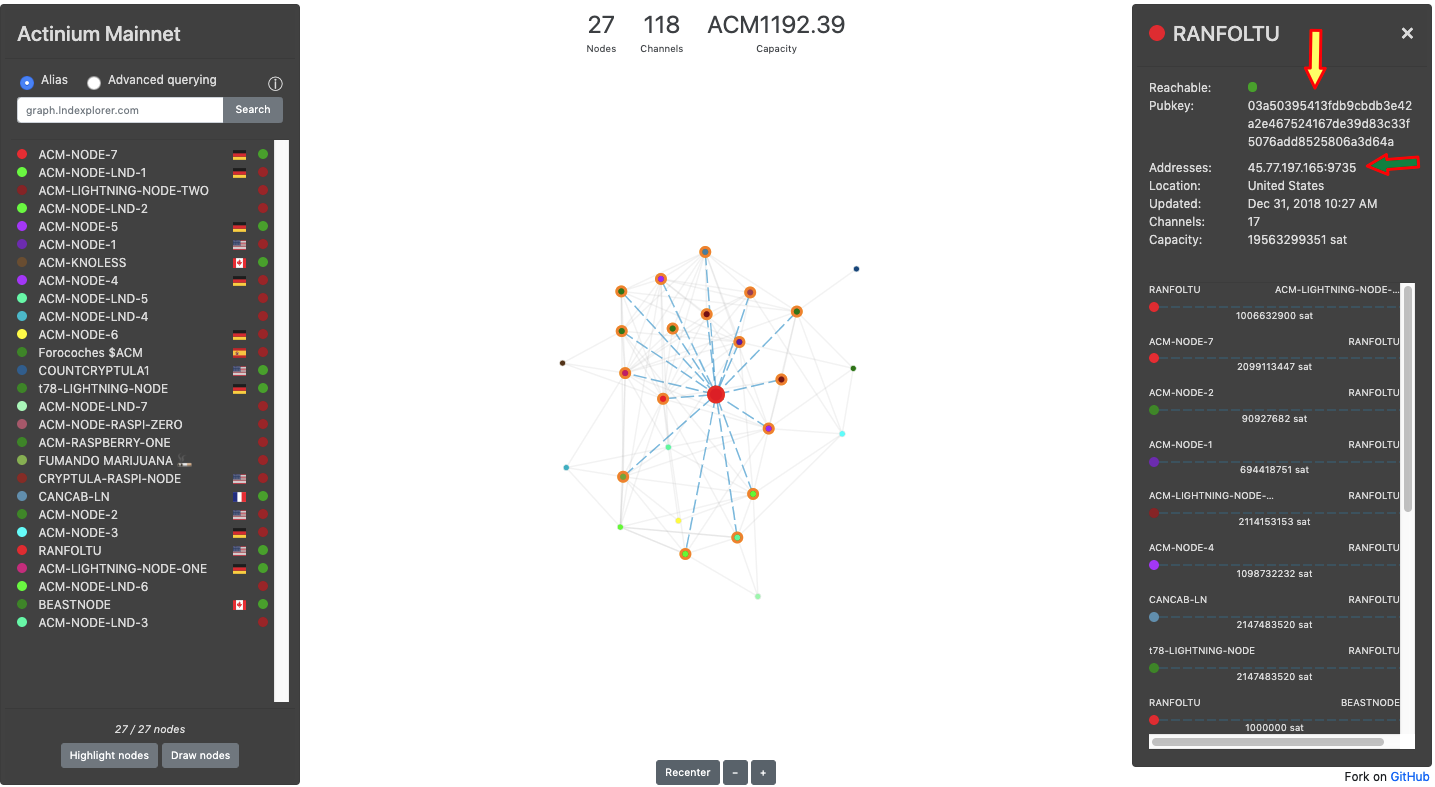 Actinium Mainnet
Alias
Advanced querying
graph.lndexplorer.com
Search
ACM-NODE-7
ACM-NODE-LND-1
ACM-LIGHTNING-NODE-TWO
ACM-NODE-LND-2
ACM-NODE-5
ACM-NODE-1
ACM-KNOLESS
ACM-NODE-4
ACM-NODE-LND-5
ACM-NODE-LND-4
ACM-NODE-6
Forocoches $ACM
COUNTCRYPTULA1
t78-LIGHTNING-NODE
ACM-NODE-LND-7
ACM-NODE-RASPI-ZERO
ACM-RASPBERRY-ONE
FUMANDO MARIJUANA 🚬
CRYPTULA-RASPI-NODE
CANCAB-LN
ACM-NODE-2
ACM-NODE-3
RANFOLTU
ACM-LIGHTNING-NODE-ONE
ACM-NODE-LND-6
BEASTNODE
ACM-NODE-LND-3
27 / 27 nodes
Highlight nodes Draw nodes
27 118 ACM1192.39
Nodes Channels Capacity
Recenter - +
RANFOLTU ×
Reachable:
Pubkey: 03a50395413fdb9cbdb3e42
a2e467524167de39d83c33f
5076add8525806a3d64a
Addresses: 45.77.197.165:9735
Location: United States
Updated: Dec 31, 2018 10:27 AM
Channels: 17
Capacity: 19563299351 sat
RANFOLTU ACM-LIGHTNING-NODE-...
1006632900 sat
ACM-NODE-7 RANFOLTU
2099113447 sat
ACM-NODE-2 RANFOLTU
90927682 sat
ACM-NODE-1 RANFOLTU
694418751 sat
ACM-LIGHTNING-NODE-... RANFOLTU
2114153153 sat
ACM-NODE-4 RANFOLTU
1098732232 sat
CANCAB-LN RANFOLTU
2147483520 sat
t78-LIGHTNING-NODE RANFOLTU
2147483520 sat
RANFOLTU BEASTNODE
1000000 sat
Fork on GitHub